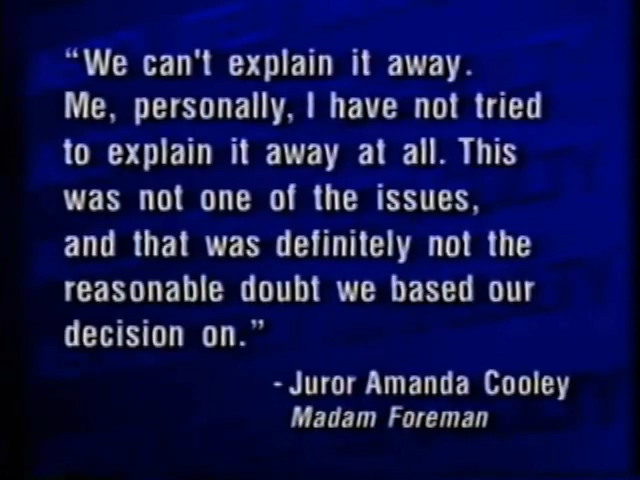 “We can't explain it away.
Me, personally, I have not tried
to explain it away at all. This
was not one of the issues,
and that was definitely not the
reasonable doubt we based our
decision on.”
- Juror Amanda Cooley
Madam Foreman